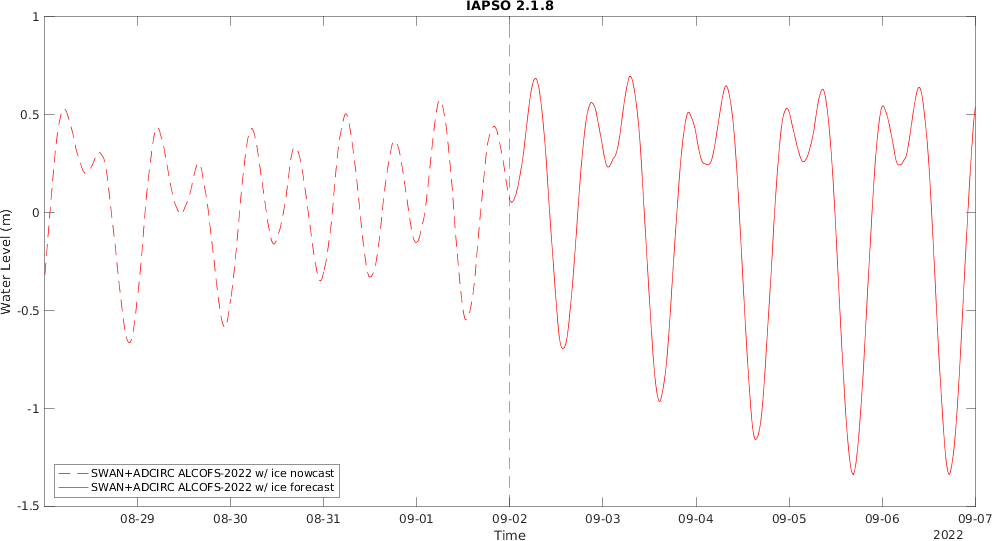 IAPSO 2.1.8
1
0.5
0
-0.5
-1
-1.5
Water Level (m)
SWAN+ADCIRC ALCOFS-2022 w/ ice nowcast
SWAN+ADCIRC ALCOFS-2022 w/ ice forecast
08-29 08-30 08-31 09-01 09-02 09-03 09-04 09-05 09-06 09-07
Time
2022